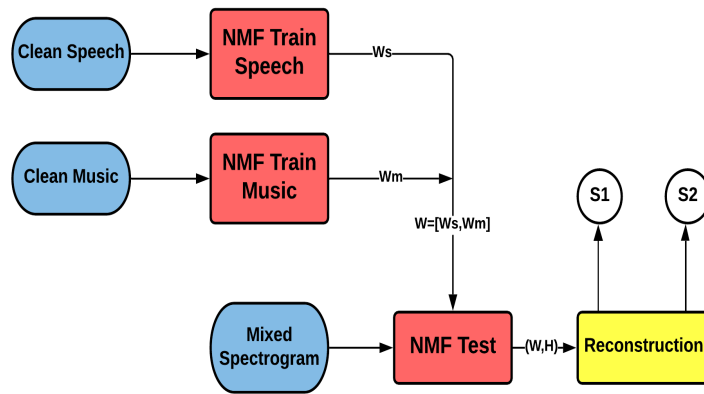 Clean Speech
NMF Train
Speech
Ws
Clean Music
NMF Train
Music
Wm
W=[Ws,Wm]
S1
S2
Mixed
Spectrogram
NMF Test
(W,H)
Reconstruction